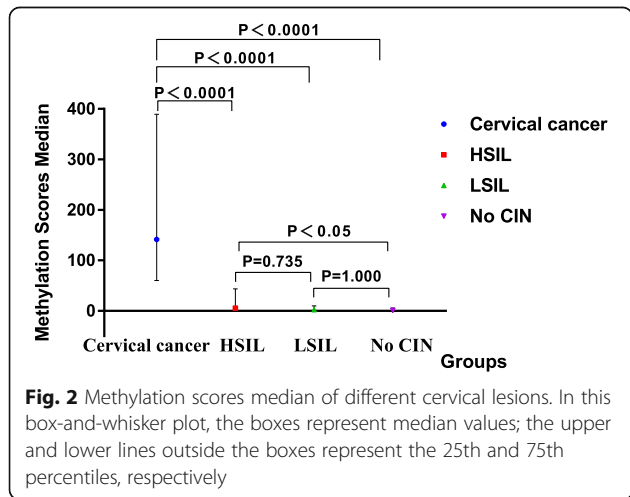 P＜0.0001
P＜0.0001
P＜0.0001
400
300
200
100
0
Methylation Scores Median
Cervical cancer
HSIL
LSIL
No CIN
P＜0.05
P=0.735
P=1.000
Cervical cancer HSIL LSIL No CIN
Groups
Fig. 2 Methylation scores median of different cervical lesions. In this
box-and-whisker plot, the boxes represent median values; the upper
and lower lines outside the boxes represent the 25th and 75th
percentiles, respectively